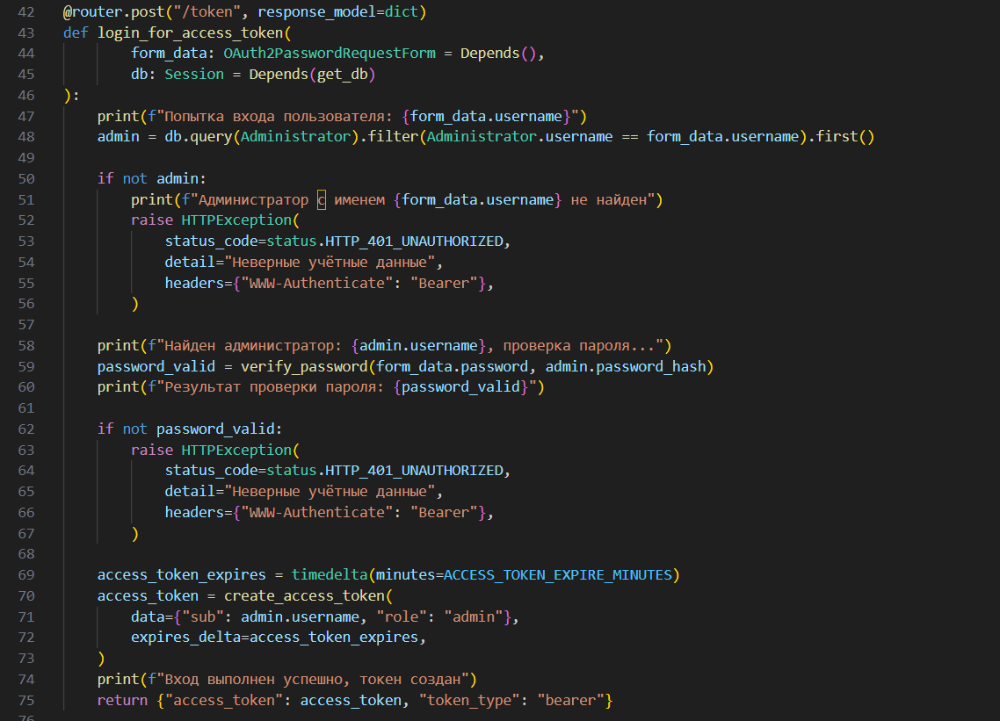 42 @router.post("/token", response_model=dict)
43 def login_for_access_token(
44         form_data: OAuth2PasswordRequestForm = Depends(),
45         db: Session = Depends(get_db)
46 ):
47     print(f"Попытка входа пользователя: {form_data.username}")
48     admin = db.query(Administrator).filter(Administrator.username == form_data.username).first()
49
50     if not admin:
51         print(f"Администратор с именем {form_data.username} не найден")
52         raise HTTPException(
53             status_code=status.HTTP_401_UNAUTHORIZED,
54             detail="Неверные учётные данные",
55             headers={"WWW-Authenticate": "Bearer"},
56         )
57
58     print(f"Найден администратор: {admin.username}, проверка пароля...")
59     password_valid = verify_password(form_data.password, admin.password_hash)
60     print(f"Результат проверки пароля: {password_valid}")
61
62     if not password_valid:
63         raise HTTPException(
64             status_code=status.HTTP_401_UNAUTHORIZED,
65             detail="Неверные учётные данные",
66             headers={"WWW-Authenticate": "Bearer"},
67         )
68
69     access_token_expires = timedelta(minutes=ACCESS_TOKEN_EXPIRE_MINUTES)
70     access_token = create_access_token(
71         data={"sub": admin.username, "role": "admin"},
72         expires_delta=access_token_expires,
73     )
74     print(f"Вход выполнен успешно, токен создан")
75     return {"access_token": access_token, "token_type": "bearer"}
76